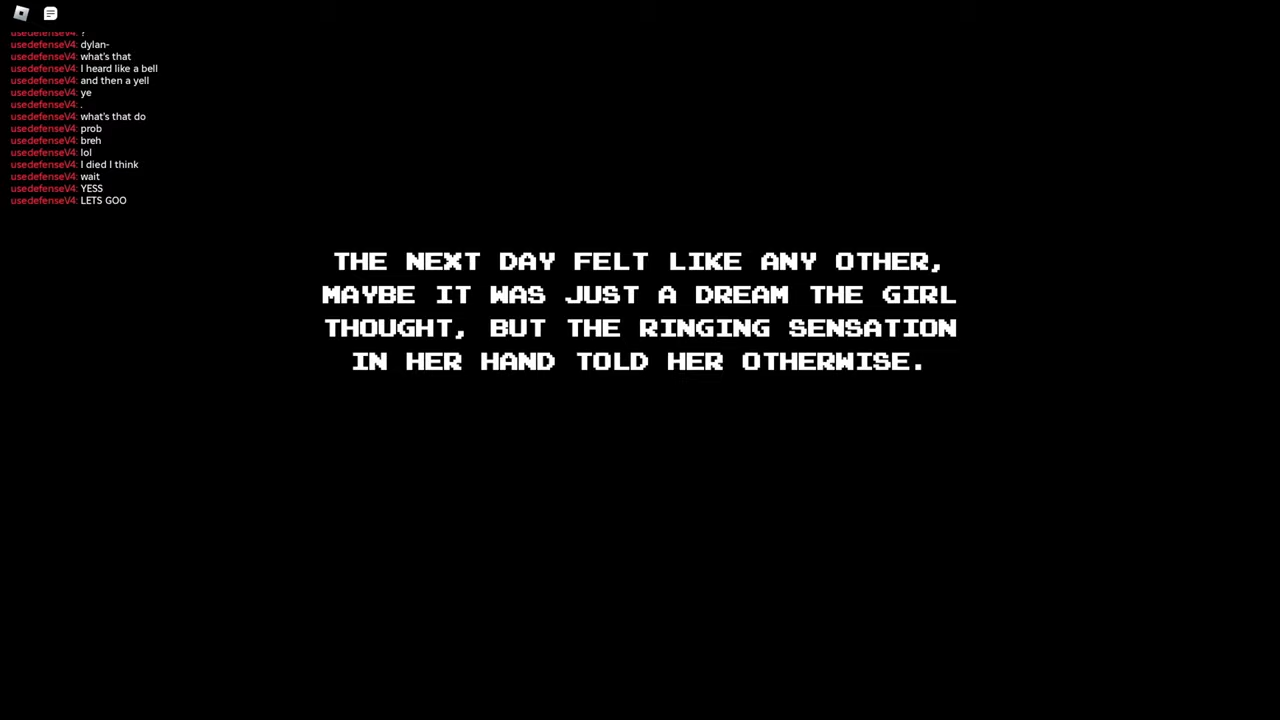 usedefenseV4: ?
usedefenseV4: dylan-
usedefenseV4: what's that
usedefenseV4: I heard like a bell
usedefenseV4: and then a yell
usedefenseV4: ye
usedefenseV4: .
usedefenseV4: what's that do
usedefenseV4: prob
usedefenseV4: breh
usedefenseV4: lol
usedefenseV4: I died I think
usedefenseV4: wait
usedefenseV4: YESS
usedefenseV4: LETS GOO
THE NEXT DAY FELT LIKE ANY OTHER,
MAYBE IT WAS JUST A DREAM THE GIRL
THOUGHT, BUT THE RINGING SENSATION
IN HER HAND TOLD HER OTHERWISE.